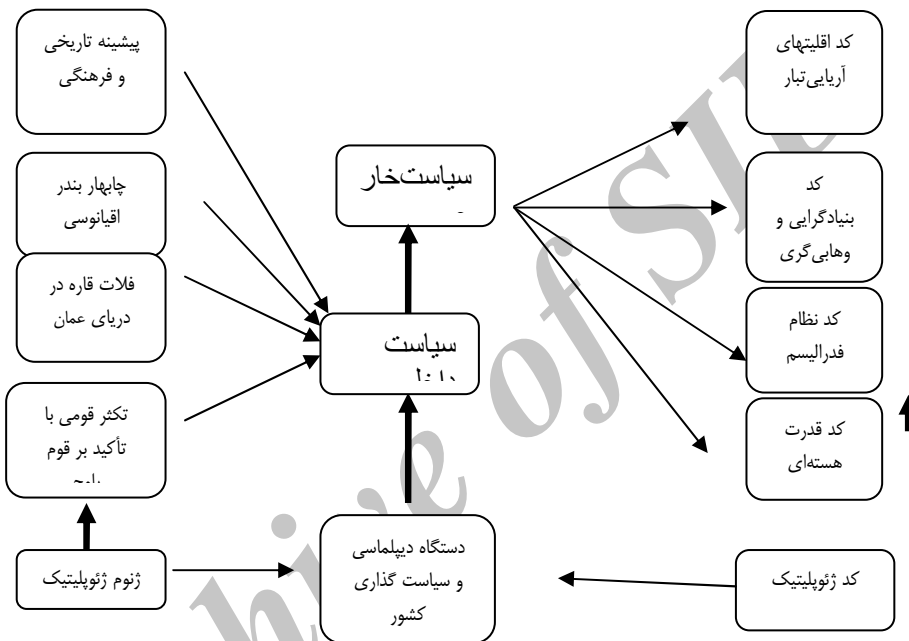 پیشینه تاریخی
و فرهنگی
چابهار بندر
اقیانوسی
فلات قاره در
دریای عمان
تکثر قومی با
تأکید بر قوم
ژنوم ژئوپلیتیک
سیاست‌خار
سیاست
دستگاه دیپلماسی
و سیاست گذاری
کشور
کد اقلیتهای
آریایی‌تبار
کد
بنیادگرایی و
وهابی‌گری
کد نظام
فدرالیسم
کد قدرت
هسته‌ای
کد ژئوپلیتیک